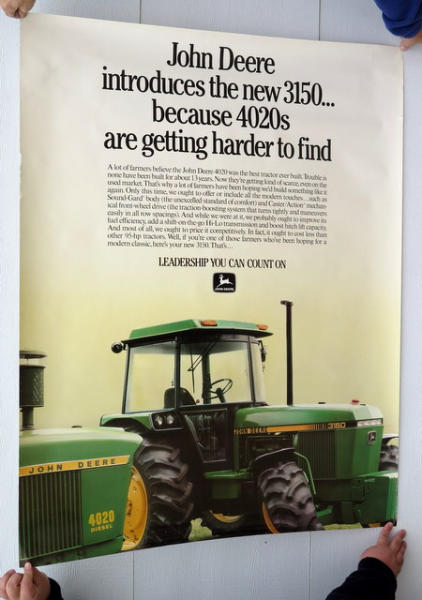 John Deere
introduces the new 3150...
because 4020s
are getting harder to find
A lot of farmers believe the John Deere 4020 was the best tractor ever built. Trouble is
none have been built for about 13 years. Now they're getting kind of scarce, even on the
used market. That's why a lot of farmers have been hoping we'd build something like it
again. Only this time, we ought to offer or include all the modern touches...such as
Sound-Gard® body (the unexcelled standard of comfort) and Caster/Action™ mechan-
ical front-wheel drive (the traction-boosting system that turns tightly and maneuvers
easily in all row spacings). And while we were at it, we probably ought to improve its
fuel efficiency, add a shift-on-the-go Hi-Lo transmission and boost hitch lift capacity.
And most of all, we ought to price it competitively. In fact, it ought to cost less than
other 95-hp tractors. Well, if you're one of those farmers who've been hoping for a
modern classic, here's your new 3150. That's...
LEADERSHIP YOU CAN COUNT ON
JOHN DEERE
JOHN DEERE
3150
JOHN DEERE
4020
DIESEL